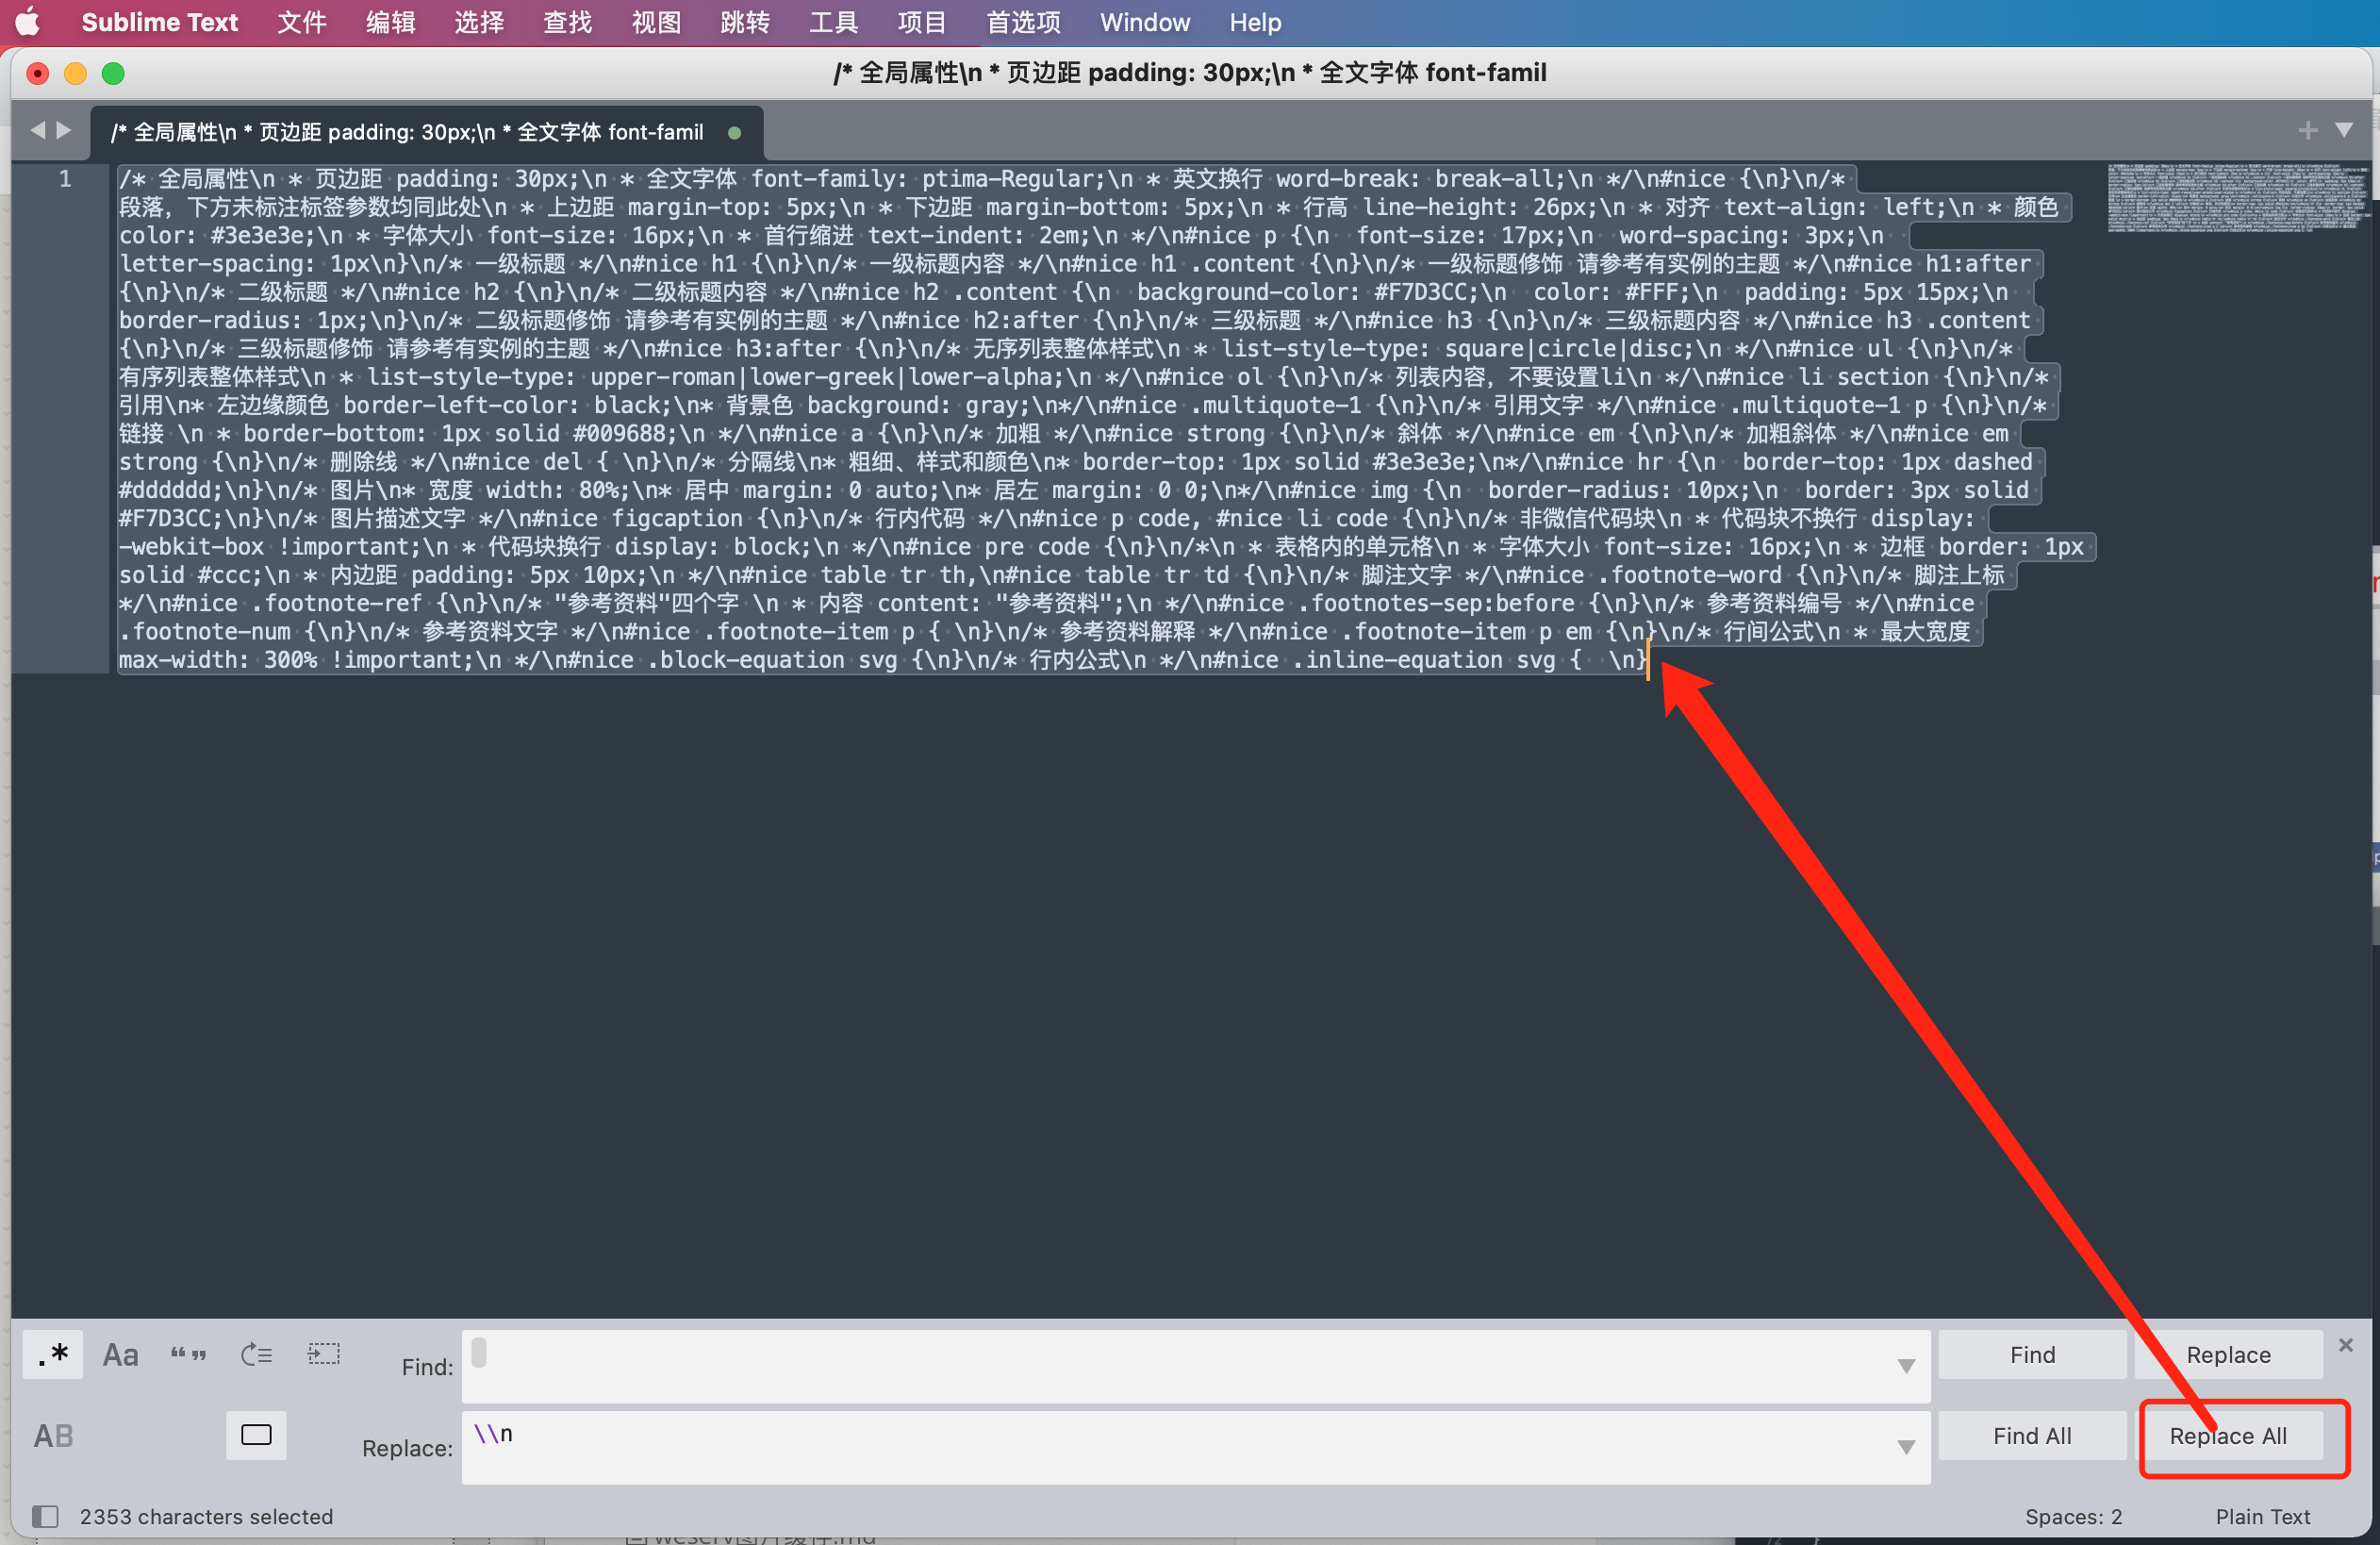 Sublime Text 文件 编辑 选择 查找 视图 跳转 工具 项目 首选项 Window Help
/* 全局属性\n * 页边距 padding: 30px;\n * 全文字体 font-famil
/* 全局属性\n * 页边距 padding: 30px;\n * 全文字体 font-famil
1
/* 全局属性\n * 页边距 padding: 30px;\n * 全文字体 font-family: ptima-Regular;\n * 英文换行 word-break: break-all;\n */\n#nice {\n}\n/*
段落，下方未标注标签参数均同此处\n * 上边距 margin-top: 5px;\n * 下边距 margin-bottom: 5px;\n * 行高 line-height: 26px;\n * 对齐 text-align: left;\n * 颜色
color: #3e3e3e;\n * 字体大小 font-size: 16px;\n * 首行缩进 text-indent: 2em;\n */\n#nice p {\n  font-size: 17px;\n  word-spacing: 3px;\n
letter-spacing: 1px\n}\n/* 一级标题 */\n#nice h1 {\n}\n/* 一级标题内容 */\n#nice h1 .content {\n}\n/* 一级标题修饰 请参考有实例的主题 */\n#nice h1:after
{\n}\n/* 二级标题 */\n#nice h2 {\n}\n/* 二级标题内容 */\n#nice h2 .content {\n  background-color: #F7D3CC;\n  color: #FFF;\n  padding: 5px 15px;\n
border-radius: 1px;\n}\n/* 二级标题修饰 请参考有实例的主题 */\n#nice h2:after {\n}\n/* 三级标题 */\n#nice h3 {\n}\n/* 三级标题内容 */\n#nice h3 .content
{\n}\n/* 三级标题修饰 请参考有实例的主题 */\n#nice h3:after {\n}\n/* 无序列表整体样式\n * list-style-type: square|circle|disc;\n */\n#nice ul {\n}\n/*
有序列表整体样式\n * list-style-type: upper-roman|lower-greek|lower-alpha;\n */\n#nice ol {\n}\n/* 列表内容，不要设置li\n */\n#nice li section {\n}\n/*
引用\n* 左边缘颜色 border-left-color: black;\n* 背景色 background: gray;\n*/\n#nice .multiquote-1 {\n}\n/* 引用文字 */\n#nice .multiquote-1 p {\n}\n/*
链接 \n * border-bottom: 1px solid #009688;\n */\n#nice a {\n}\n/* 加粗 */\n#nice strong {\n}\n/* 斜体 */\n#nice em {\n}\n/* 加粗斜体 */\n#nice em
strong {\n}\n/* 删除线 */\n#nice del { \n}\n/* 分隔线\n* 粗细、样式和颜色\n* border-top: 1px solid #3e3e3e;\n*/\n#nice hr {\n  border-top: 1px dashed
#dddddd;\n}\n/* 图片\n* 宽度 width: 80%;\n* 居中 margin: 0 auto;\n* 居左 margin: 0 0;\n*/\n#nice img {\n  border-radius: 10px;\n  border: 3px solid
#F7D3CC;\n}\n/* 图片描述文字 */\n#nice figcaption {\n}\n/* 行内代码 */\n#nice p code, #nice li code {\n}\n/* 非微信代码块\n * 代码块不换行 display:
-webkit-box !important;\n * 代码块换行 display: block;\n */\n#nice pre code {\n}\n/*\n * 表格内的单元格\n * 字体大小 font-size: 16px;\n * 边框 border: 1px
solid #ccc;\n * 内边距 padding: 5px 10px;\n */\n#nice table tr th,\n#nice table tr td {\n}\n/* 脚注文字 */\n#nice .footnote-word {\n}\n/* 脚注上标
*/\n#nice .footnote-ref {\n}\n/* "参考资料"四个字 \n * 内容 content: "参考资料";\n */\n#nice .footnotes-sep:before {\n}\n/* 参考资料编号 */\n#nice
.footnote-num {\n}\n/* 参考资料文字 */\n#nice .footnote-item p { \n}\n/* 参考资料解释 */\n#nice .footnote-item p em {\n}\n/* 行间公式\n * 最大宽度
max-width: 300% !important;\n */\n#nice .block-equation svg {\n}\n/* 行内公式\n */\n#nice .inline-equation svg {  \n}
.* Aa “ ” Find: Find Replace
AB Replace: \\n Find All Replace All
2353 characters selected Spaces: 2 Plain Text